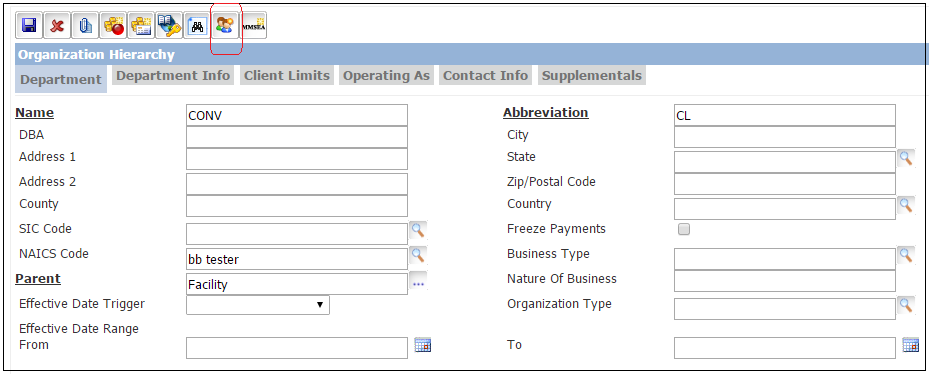 MMSEA
Organization Hierarchy
Department Department Info Client Limits Operating As Contact Info Supplementals
Name CONV Abbreviation CL
DBA City
Address 1 State
Address 2 Zip/Postal Code
County Country
SIC Code Freeze Payments
NAICS Code bb tester Business Type
Parent Facility ... Nature Of Business
Effective Date Trigger Organization Type
Effective Date Range
From To